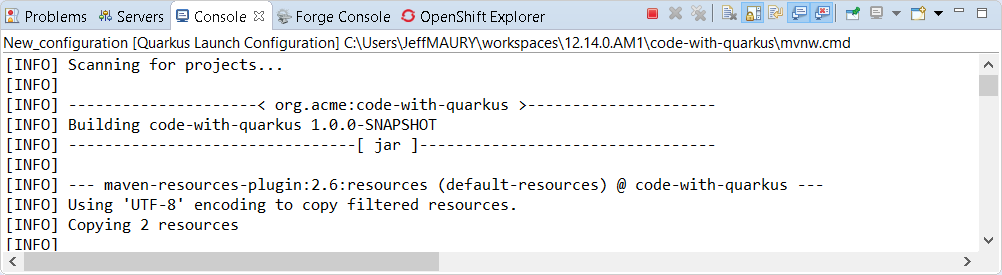 Problems Servers Console Forge Console OpenShift Explorer
New_configuration [Quarkus Launch Configuration] C:\Users\JeffMAURY\workspaces\12.14.0.AM1\code-with-quarkus\mvnw.cmd
[INFO] Scanning for projects...
[INFO]
[INFO] ---------------------< org.acme:code-with-quarkus >---------------------
[INFO] Building code-with-quarkus 1.0.0-SNAPSHOT
[INFO] --------------------------------[ jar ]---------------------------------
[INFO]
[INFO] --- maven-resources-plugin:2.6:resources (default-resources) @ code-with-quarkus ---
[INFO] Using 'UTF-8' encoding to copy filtered resources.
[INFO] Copying 2 resources
[INFO]